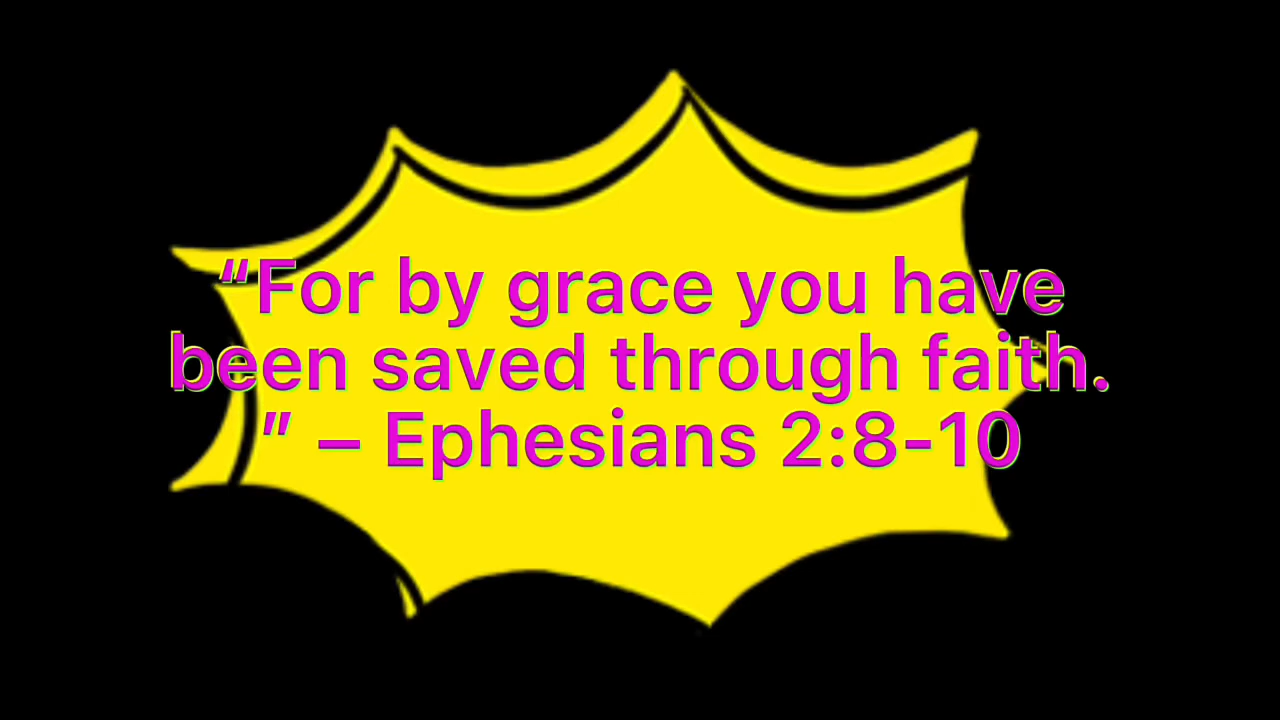 “For by grace you have
been saved through faith.
” – Ephesians 2:8-10